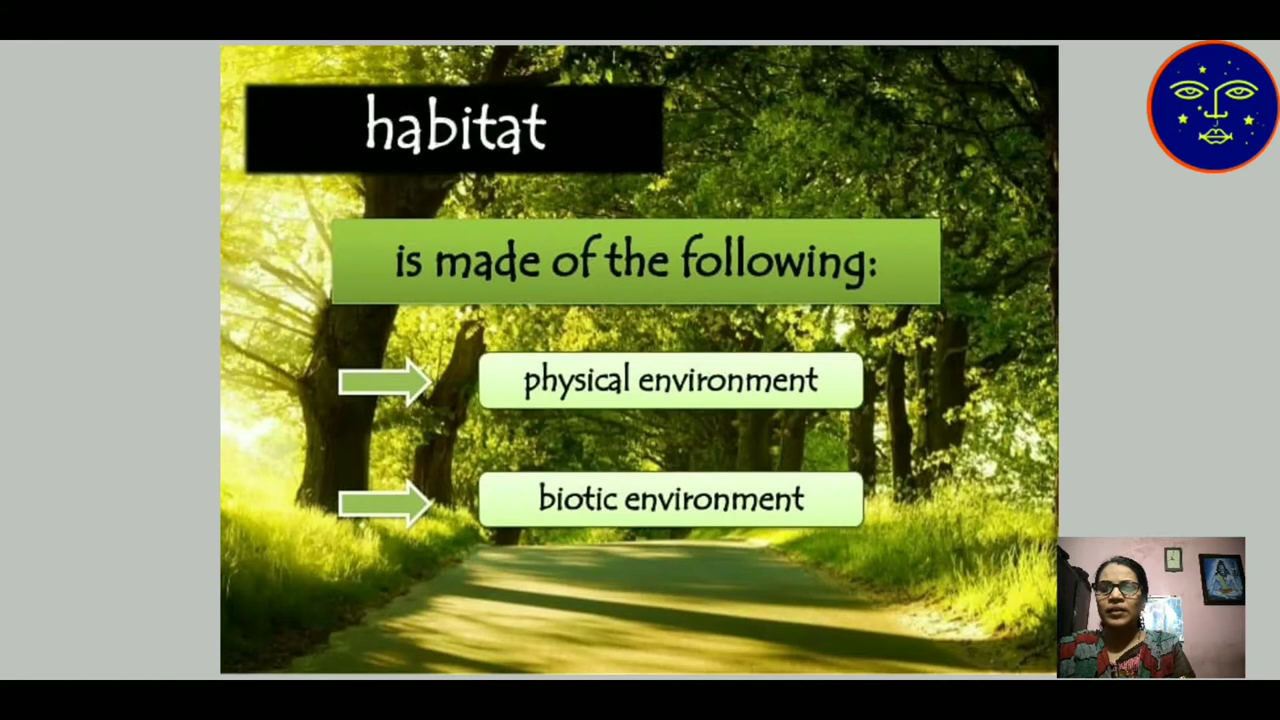 habitat
is made of the following:
physical environment
biotic environment